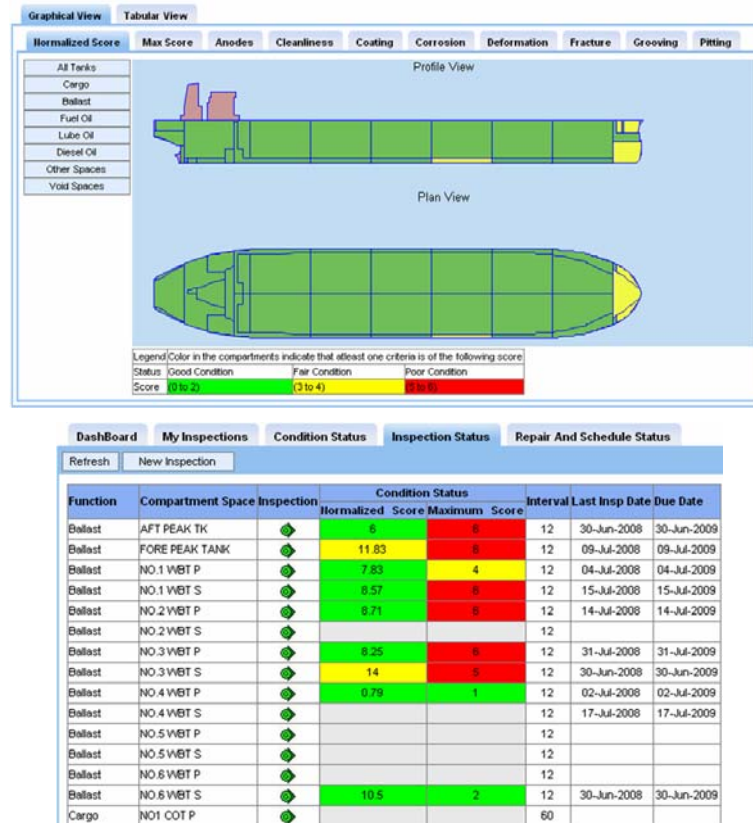 Graphical View Tabular View
Normalized Score Max Score Anodes Cleanliness Coating Corrosion Deformation Fracture Grooving Pitting
All Tanks
Cargo
Ballast
Fuel Oil
Lube Oil
Diesel Oil
Other Spaces
Void Spaces
Profile View
Plan View
Legend Color in the compartments indicate that atleast one criteria is of the following score
Status Good Condition Fair Condition Poor Condition
Score (0 to 2) (3 to 4) (5 to 6)
DashBoard My Inspections Condition Status Inspection Status Repair And Schedule Status
Refresh New Inspection
Function Compartment Space Inspection Condition Status Interval Last Insp Date Due Date
Normalized Score Maximum Score
Ballast AFT PEAK TK 6 6 12 30-Jun-2008 30-Jun-2009
Ballast FORE PEAK TANK 11.83 6 12 09-Jul-2008 09-Jul-2009
Ballast NO.1 WBT P 7.83 4 12 04-Jul-2008 04-Jul-2009
Ballast NO.1 WBT S 8.57 6 12 15-Jul-2008 15-Jul-2009
Ballast NO.2 WBT P 8.71 6 12 14-Jul-2008 14-Jul-2009
Ballast NO.2 WBT S 12
Ballast NO.3 WBT P 8.25 6 12 31-Jul-2008 31-Jul-2009
Ballast NO.3 WBT S 14 5 12 30-Jun-2008 30-Jun-2009
Ballast NO.4 WBT P 0.79 1 12 02-Jul-2008 02-Jul-2009
Ballast NO.4 WBT S 12 17-Jul-2008 17-Jul-2009
Ballast NO.5 WBT P 12
Ballast NO.5 WBT S 12
Ballast NO.6 WBT P 12
Ballast NO.6 WBT S 10.5 2 12 30-Jun-2008 30-Jun-2009
Cargo NO1 COT P 60